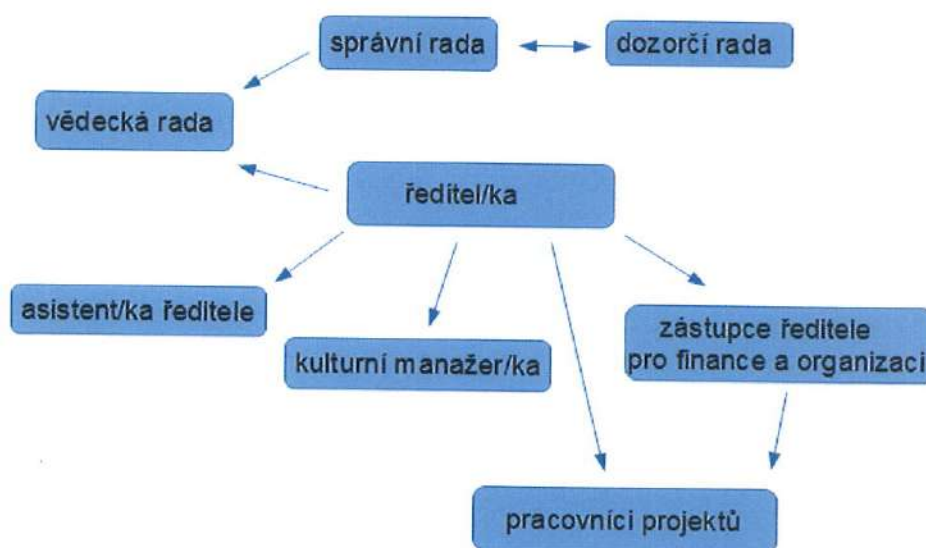 správní rada
dozorčí rada
vědecká rada
ředitel/ka
asistent/ka ředitele
zástupce ředitele
pro finance a organizaci
kulturní manažer/ka
pracovníci projektů